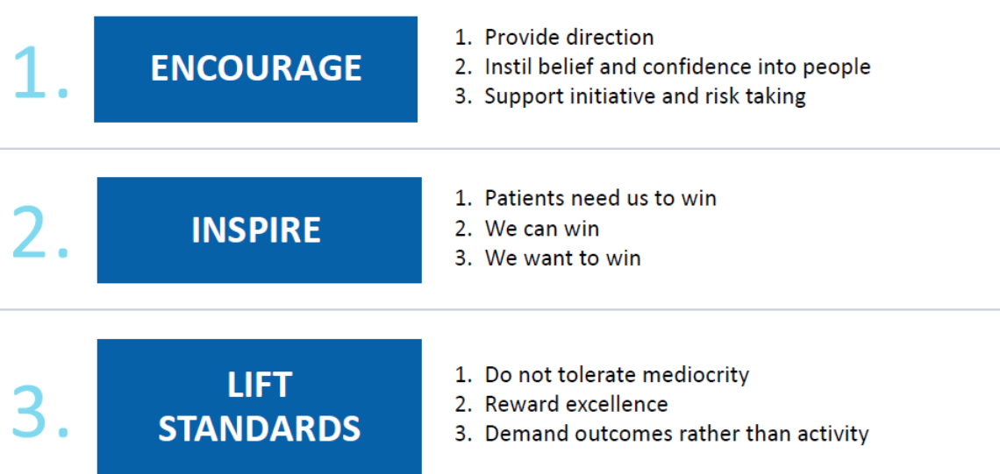 1.
ENCOURAGE
1. Provide direction
2. Instil belief and confidence into people
3. Support initiative and risk taking
2.
INSPIRE
1. Patients need us to win
2. We can win
3. We want to win
3.
LIFT
STANDARDS
1. Do not tolerate mediocrity
2. Reward excellence
3. Demand outcomes rather than activity